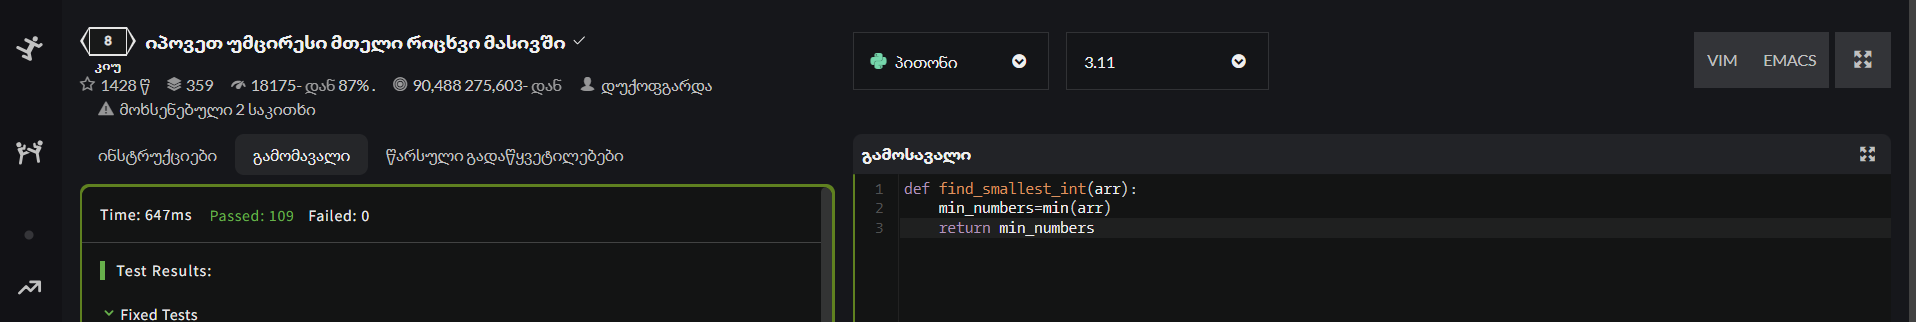 8 იპოვეთ უმცირესი მთელი რიცხვი მასივში
კიუ
1428 წ 359 18175- დან 87% . 90,488 275,603- დან დუქოფგარდა
მოხსენებული 2 საკითხი
ინსტრუქციები გამომავალი წარსული გადაწყვეტილებები
Time: 647ms Passed: 109 Failed: 0
Test Results:
Fixed Tests
პითონი 3.11 VIM EMACS
გამოსავალი
1 def find_smallest_int(arr):
2 min_numbers=min(arr)
3 return min_numbers